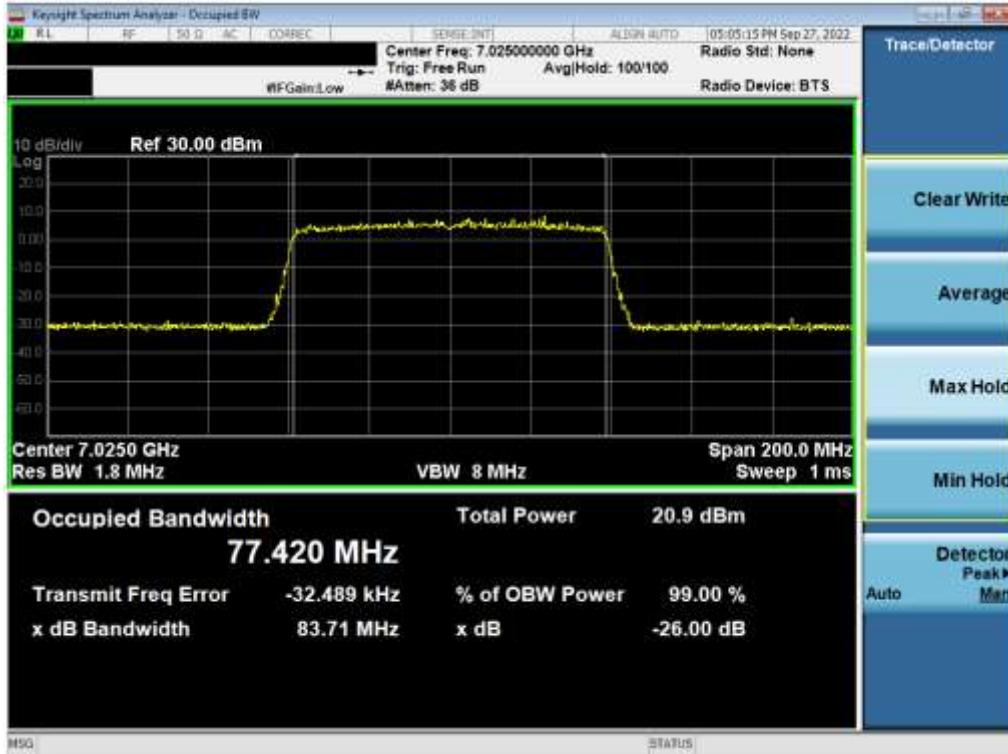 Keysight Spectrum Analyzer - Occupied BW
RL RF 50 Ω AC CORREC SENSE:INT ALIGN AUTO 05:05:15 PM Sep 27, 2022
Center Freq: 7.025000000 GHz Radio Std: None
Trig: Free Run Avg|Hold: 100/100
#IFGain:Low #Atten: 36 dB Radio Device: BTS
10 dB/div Ref 30.00 dBm
Log
20.0
10.0
0.00
-10.0
-20.0
-30.0
-40.0
-50.0
-60.0
Center 7.0250 GHz Span 200.0 MHz
Res BW 1.8 MHz VBW 8 MHz Sweep 1 ms
Occupied Bandwidth Total Power 20.9 dBm
77.420 MHz
Transmit Freq Error -32.489 kHz % of OBW Power 99.00 %
x dB Bandwidth 83.71 MHz x dB -26.00 dB
MSG STATUS
Trace/Detector
Clear Write
Average
Max Hold
Min Hold
Detector
Peak
Auto Man